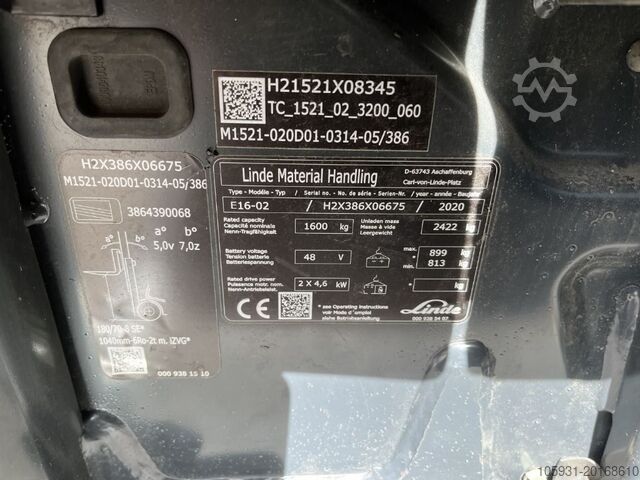 H21521X08345
TC_1521_02_3200_060
M1521-020D01-0314-05/386
H2X386X06675
M1521-020D01-0314-05/386
3864390068
a° b°
5,0v 7,0z
a b
180/70-8 SE*
1040mm-6Ro-2t m. IZVG*
000 938 15 10
Linde Material Handling
D-63743 Aschaffenburg
Carl-von-Linde-Platz
Type - Modèle - Typ / Serial no. - No. de série - Serien-Nr. / year - année - Baujahr
E16-02 / H2X386X06675 / 2020
Rated capacity
Capacité nominale
Nenn-Tragfähigkeit
1600 kg
Unladen mass
Masse à vide
Leergewicht
2422 kg
Battery voltage
Tension batterie
Batteriespannung
48 V
max. 899 kg
* min. * 813
Rated drive power
Puissance motor. nom.
Nenn-Antriebsleist.
2 X 4,6 kW
kg
CE
* see Operating instructions
voir Mode d'emploi
siehe Betriebsanleitung
Linde
000 938 34 07
Machineseeker
105931-20168610